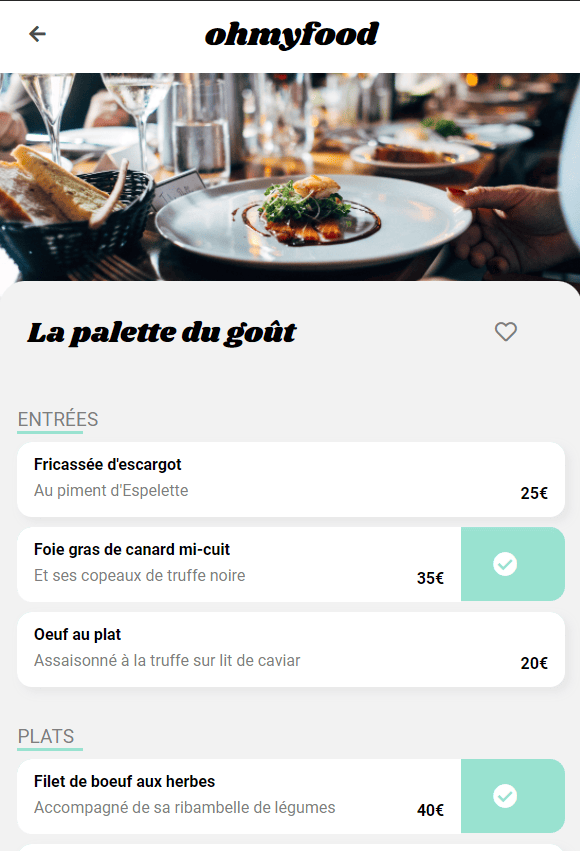 ohmyfood
La palette du goût
ENTRÉES
Fricassée d'escargot
Au piment d'Espelette
25€
Foie gras de canard mi-cuit
Et ses copeaux de truffe noire
35€
Oeuf au plat
Assaisonné à la truffe sur lit de caviar
20€
PLATS
Filet de boeuf aux herbes
Accompagné de sa ribambelle de légumes
40€